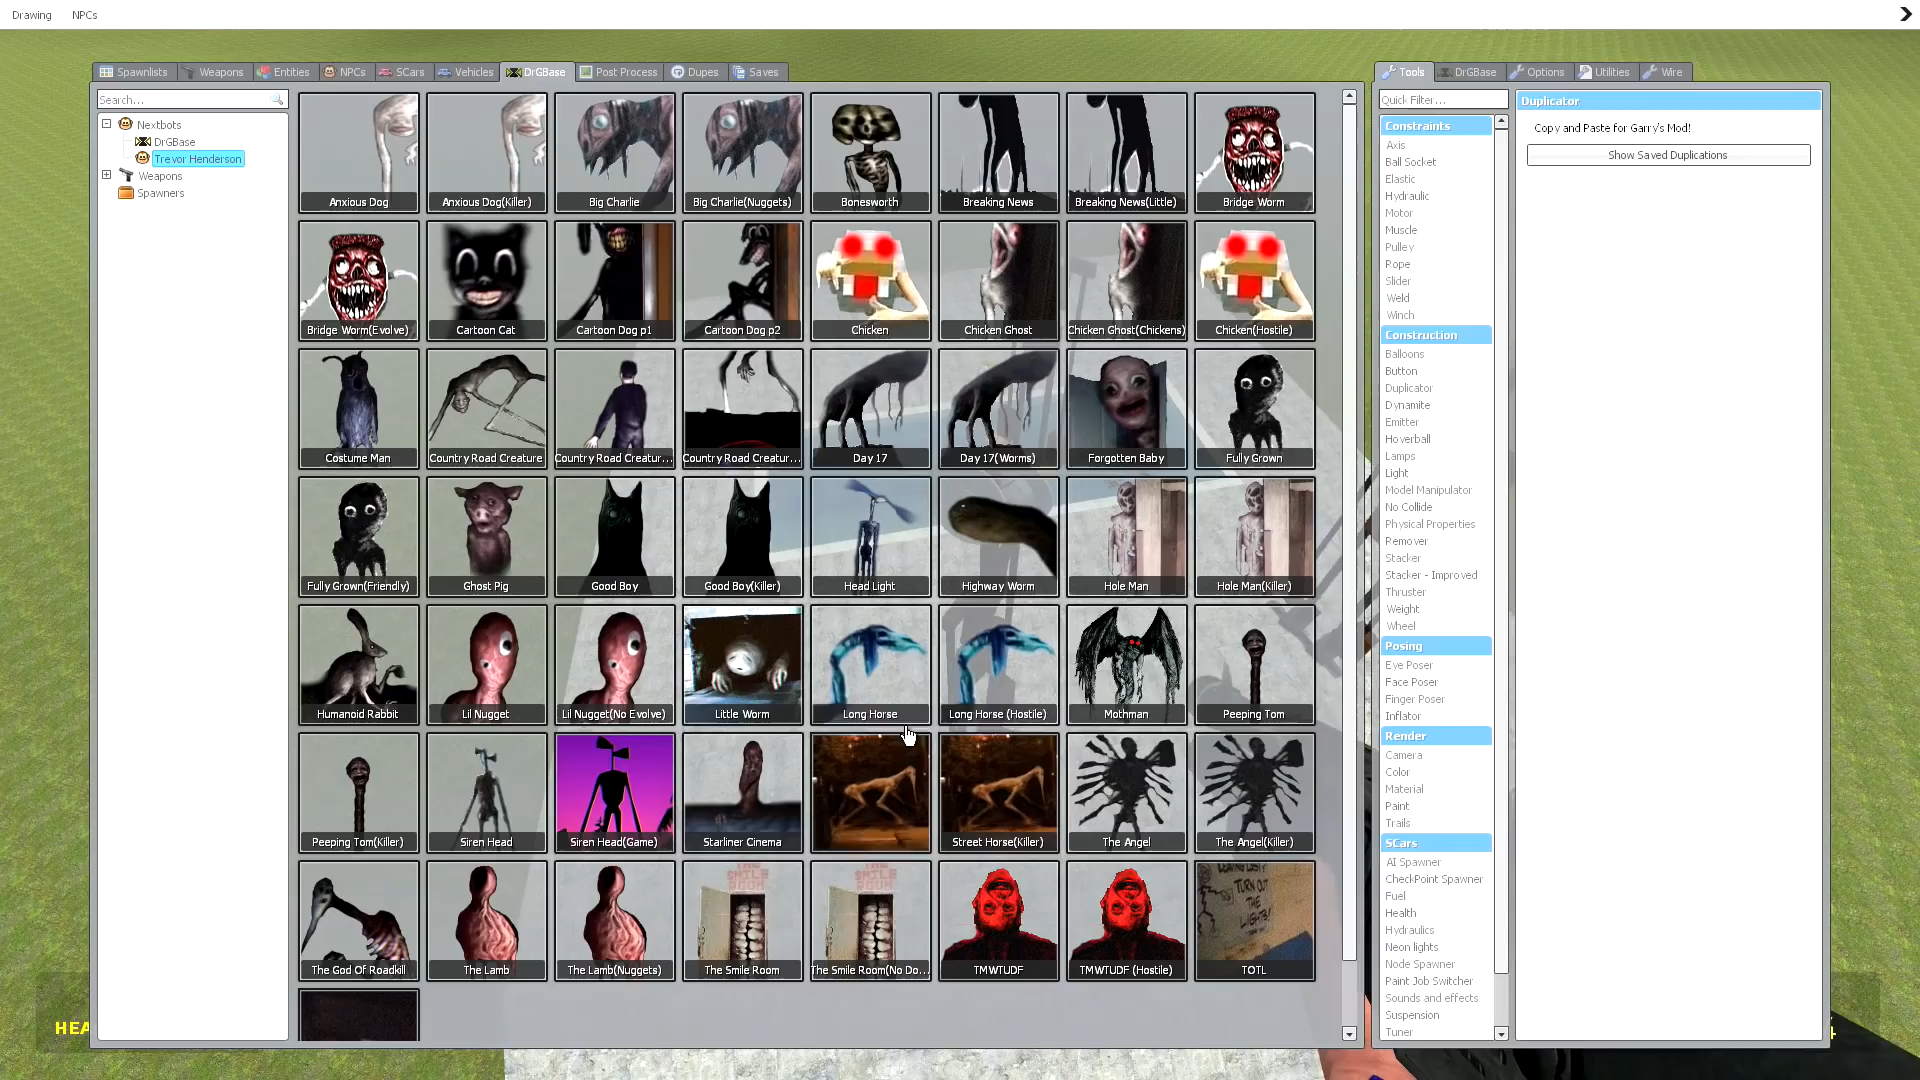 Drawing NPCs
Spawnlists Weapons Entities NPCs SCars Vehicles DrGBase Post Process Dupes Saves
Tools DrGBase Options Utilities Wire
Search...
Nextbots
DrGBase
Trevor Henderson
Weapons
Spawners
Anxious Dog
Anxious Dog(Killer)
Big Charlie
Big Charlie(Nuggets)
Bonesworth
Breaking News
Breaking News(Little)
Bridge Worm
Bridge Worm(Evolve)
Cartoon Cat
Cartoon Dog p1
Cartoon Dog p2
Chicken
Chicken Ghost
Chicken Ghost(Chickens)
Chicken(Hostile)
Costume Man
Country Road Creature
Country Road Creatur...
Country Road Creatur...
Day 17
Day 17(Worms)
Forgotten Baby
Fully Grown
Fully Grown(Friendly)
Ghost Pig
Good Boy
Good Boy(Killer)
Head Light
Highway Worm
Hole Man
Hole Man(Killer)
Humanoid Rabbit
Lil Nugget
Lil Nugget(No Evolve)
Little Worm
Long Horse
Long Horse (Hostile)
Mothman
Peeping Tom
Peeping Tom(Killer)
Siren Head
Siren Head(Game)
Starliner Cinema
Street Horse(Killer)
The Angel
The Angel(Killer)
The God Of Roadkill
The Lamb
The Lamb(Nuggets)
THE SMILE ROOM
The Smile Room
The Smile Room(No Do...
TMWTUDF
TMWTUDF (Hostile)
TURN OUT
THE
LIGHTS!
TOTL
HEA
Quick Filter...
Constraints
Axis
Ball Socket
Elastic
Hydraulic
Motor
Muscle
Pulley
Rope
Slider
Weld
Winch
Construction
Balloons
Button
Duplicator
Dynamite
Emitter
Hoverball
Lamps
Light
Model Manipulator
No Collide
Physical Properties
Remover
Stacker
Stacker - Improved
Thruster
Weight
Wheel
Posing
Eye Poser
Face Poser
Finger Poser
Inflator
Render
Camera
Color
Material
Paint
Trails
SCars
AI Spawner
CheckPoint Spawner
Fuel
Health
Hydraulics
Neon lights
Node Spawner
Paint Job Switcher
Sounds and effects
Suspension
Tuner
Duplicator
Copy and Paste for Garry's Mod!
Show Saved Duplications